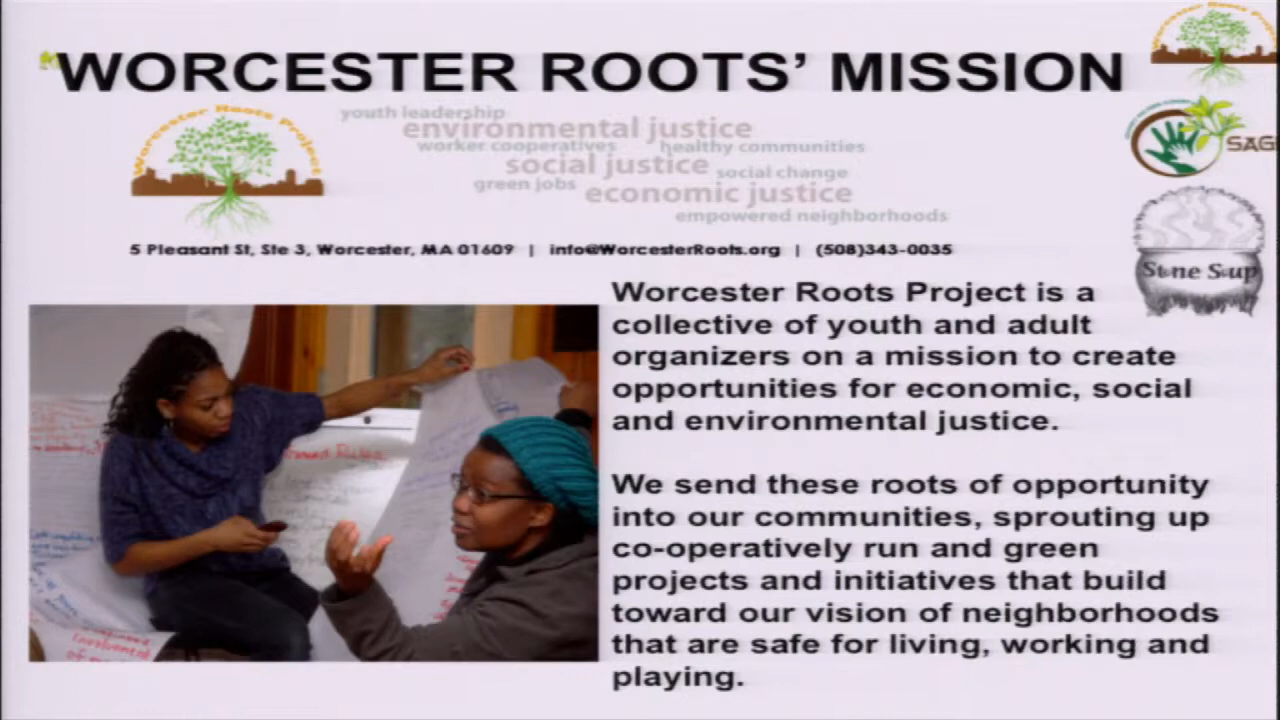 WORCESTER ROOTS’ MISSION
Worcester Roots Project
youth leadership
environmental justice
worker cooperatives healthy communities
social justice social change
green jobs economic justice
empowered neighborhoods
SAG
Stone Soup
5 Pleasant St, Ste 3, Worcester, MA 01609 | info@WorcesterRoots.org | (508)343-0035
Worcester Roots Project is a
collective of youth and adult
organizers on a mission to create
opportunities for economic, social
and environmental justice.
We send these roots of opportunity
into our communities, sprouting up
co-operatively run and green
projects and initiatives that build
toward our vision of neighborhoods
that are safe for living, working and
playing.